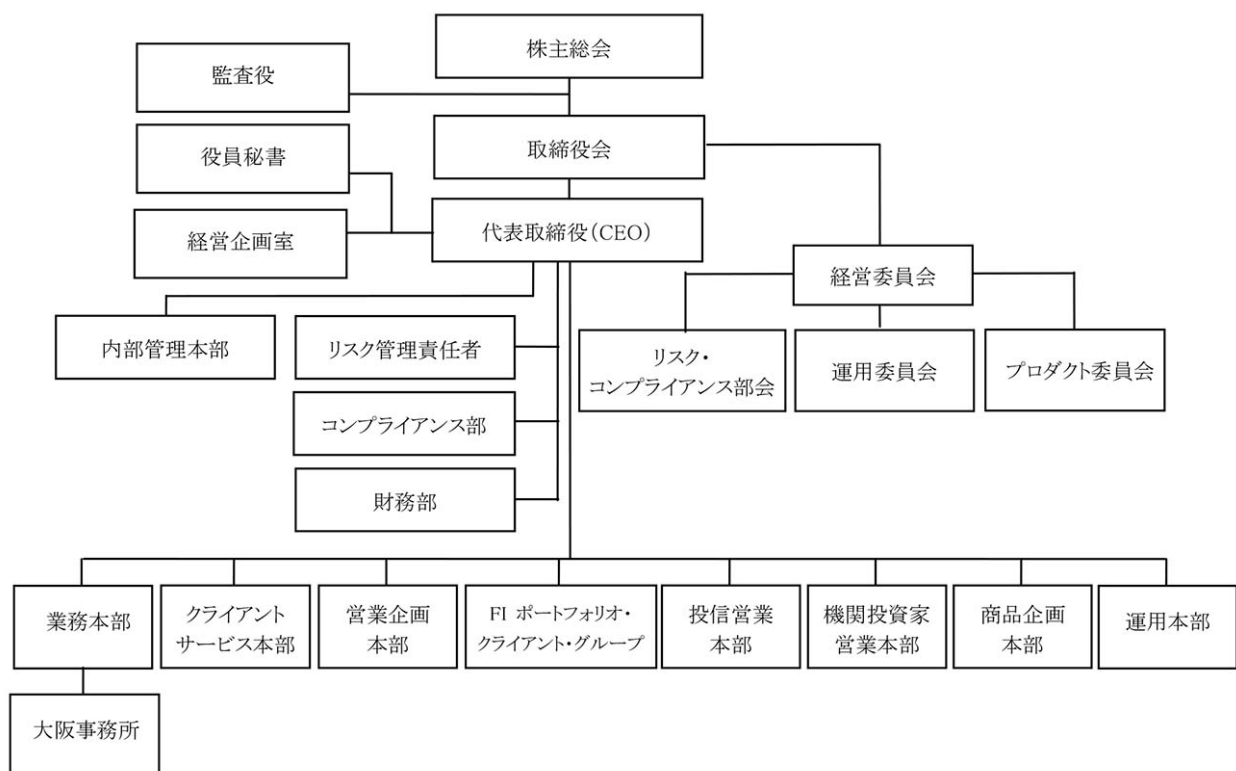 株主総会
監査役
取締役会
役員秘書
代表取締役(CEO)
経営企画室
経営委員会
内部管理本部
リスク管理責任者
リスク・
コンプライアンス部会
運用委員会
プロダクト委員会
コンプライアンス部
財務部
業務本部
クライアント
サービス本部
営業企画
本部
FI ポートフォリオ・
クライアント・グループ
投信営業
本部
機関投資家
営業本部
商品企画
本部
運用本部
大阪事務所